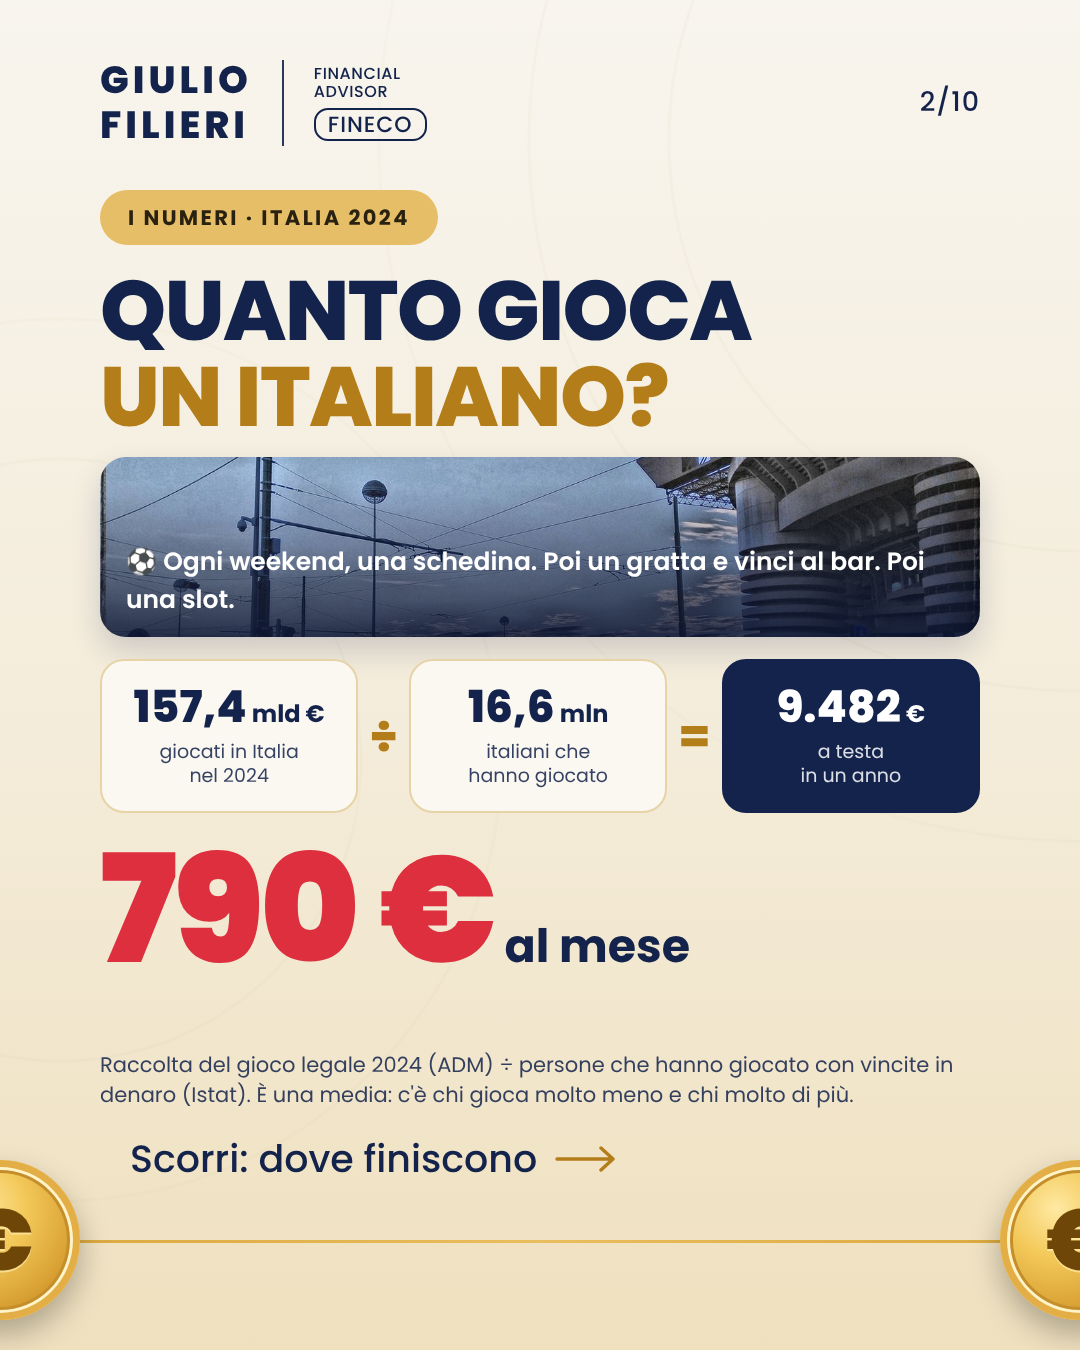 GIULIO
FILIERI
FINANCIAL
ADVISOR
FINECO
2/10
I NUMERI · ITALIA 2024
QUANTO GIOCA
UN ITALIANO?
⚽ Ogni weekend, una schedina. Poi un gratta e vinci al bar. Poi
una slot.
157,4 mld €
giocati in Italia
nel 2024
÷
16,6 mln
italiani che
hanno giocato
=
9.482 €
a testa
in un anno
790 € al mese
Raccolta del gioco legale 2024 (ADM) ÷ persone che hanno giocato con vincite in
denaro (Istat). È una media: c'è chi gioca molto meno e chi molto di più.
Scorri: dove finiscono →
€
€